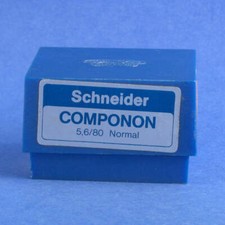 Schneider
COMPONON
5,6/80 Normal